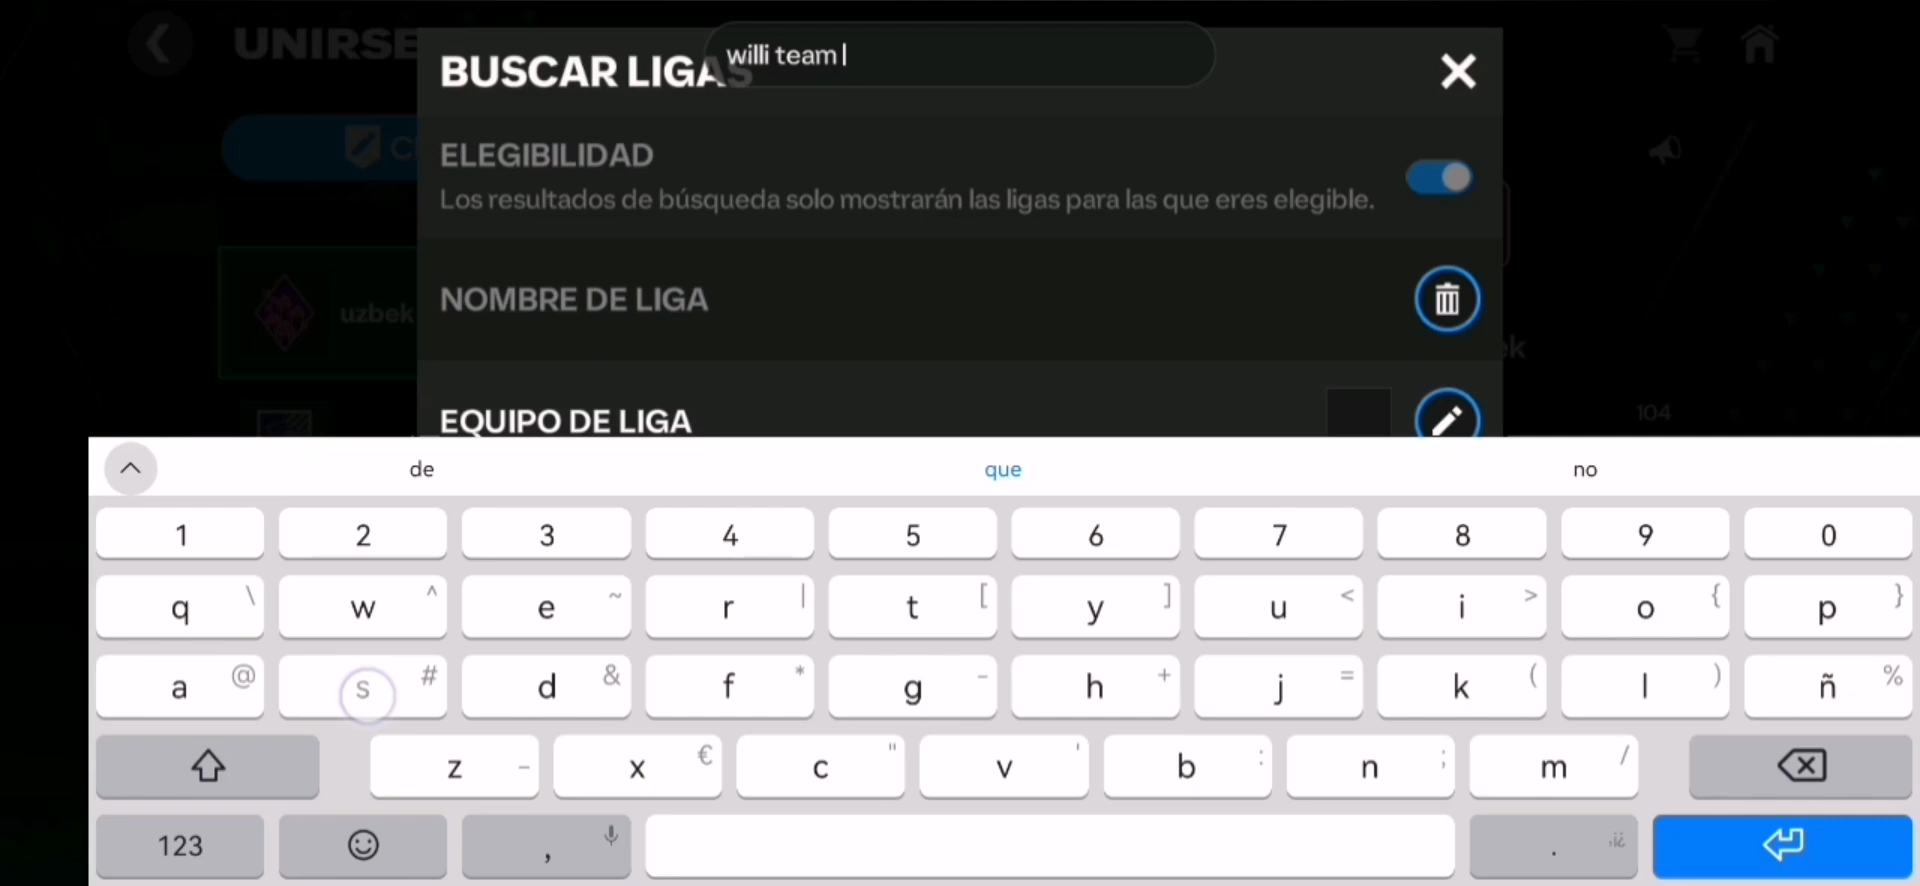 UNIRSE
willi team
BUSCAR LIGAS
ELEGIBILIDAD
Los resultados de búsqueda solo mostrarán las ligas para las que eres elegible.
uzbek
NOMBRE DE LIGA
EQUIPO DE LIGA
104
de que no
1 2 3 4 5 6 7 8 9 0
q \ w ^ e ~ r | t [ y ] u < i > o { p }
a @ s # d & f * g - h + j = k ( l ) ñ %
z _ x € c " v ' b : n ; m /
123 , . ,¡¿